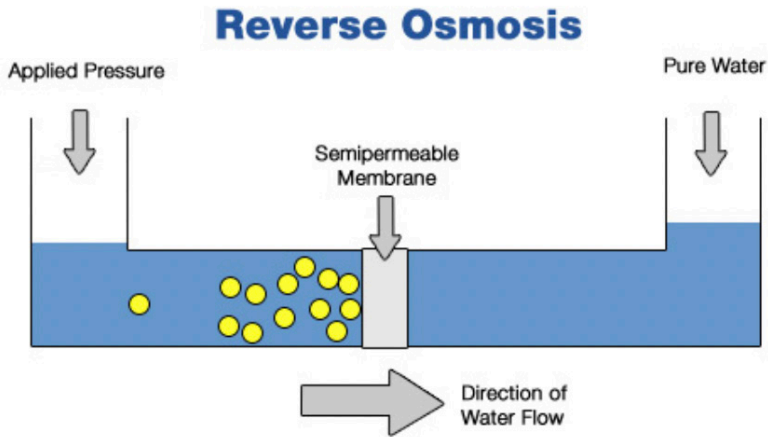 Reverse Osmosis
Applied Pressure
Pure Water
Semipermeable
Membrane
Direction of
Water Flow